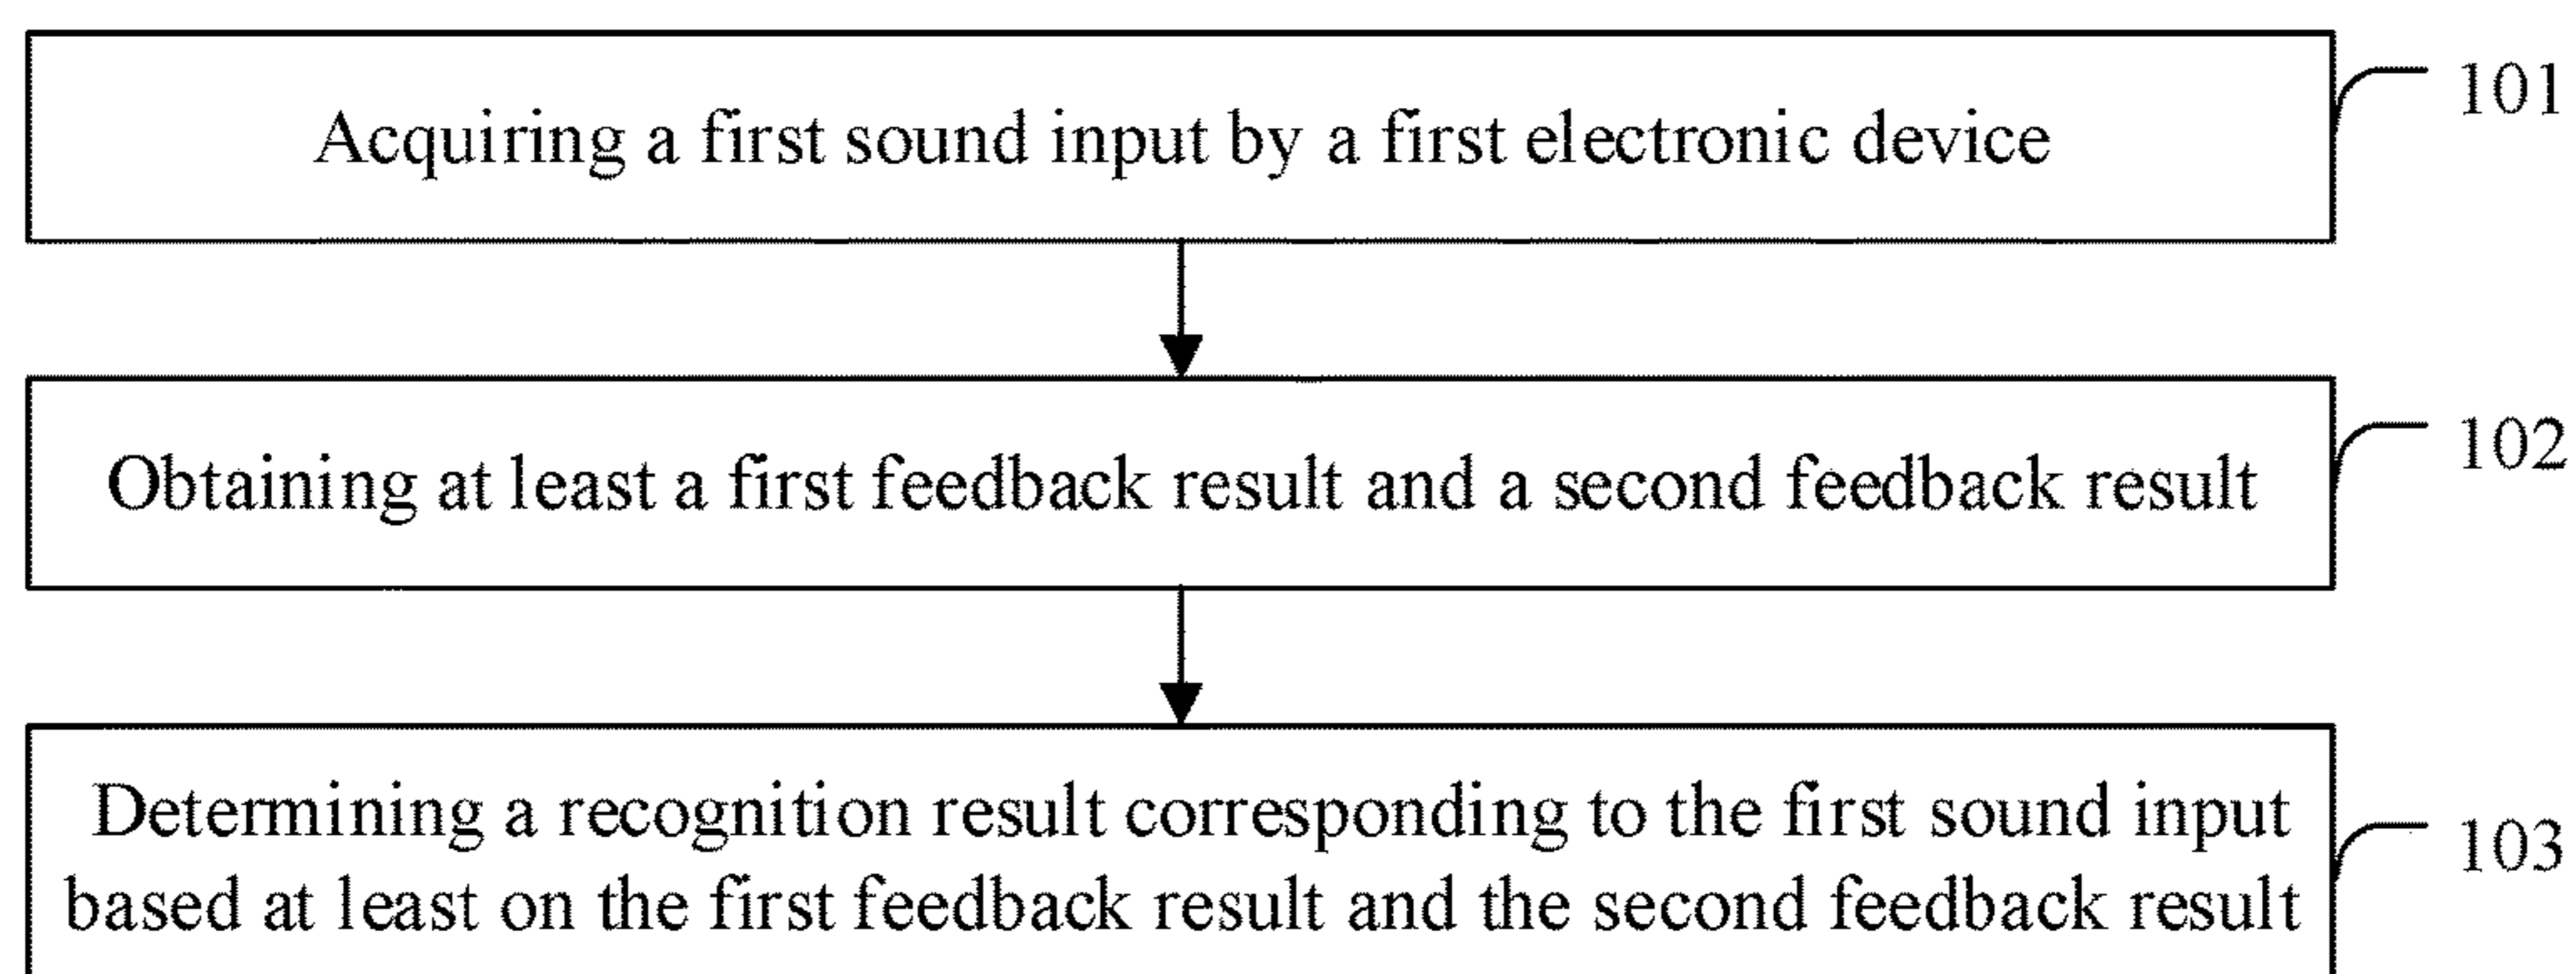 Acquiring a first sound input by a first electronic device
101
Obtaining at least a first feedback result and a second feedback result
102
Determining a recognition result corresponding to the first sound input
based at least on the first feedback result and the second feedback result
103